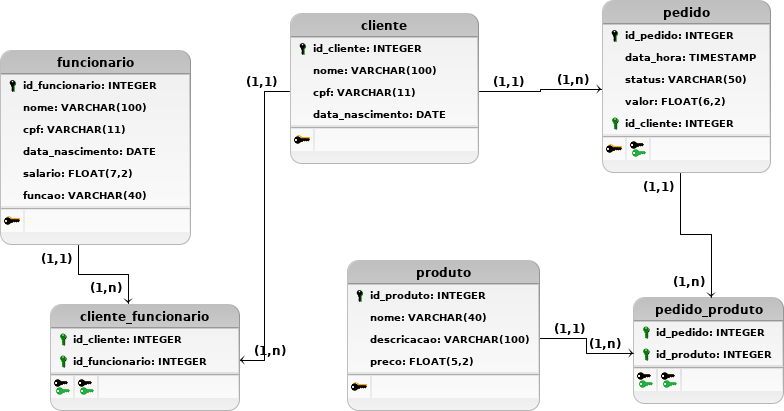 funcionario
id_funcionario: INTEGER
nome: VARCHAR(100)
cpf: VARCHAR(11)
data_nascimento: DATE
salario: FLOAT(7,2)
funcao: VARCHAR(40)
cliente
id_cliente: INTEGER
nome: VARCHAR(100)
cpf: VARCHAR(11)
data_nascimento: DATE
pedido
id_pedido: INTEGER
data_hora: TIMESTAMP
status: VARCHAR(50)
valor: FLOAT(6,2)
id_cliente: INTEGER
(1,1)
(1,1)
(1,n)
(1,1)
(1,n)
(1,1)
(1,n)
cliente_funcionario
id_cliente: INTEGER
id_funcionario: INTEGER
(1,n)
produto
id_produto: INTEGER
nome: VARCHAR(40)
descricacao: VARCHAR(100)
preco: FLOAT(5,2)
(1,1)
(1,n)
pedido_produto
id_pedido: INTEGER
id_produto: INTEGER